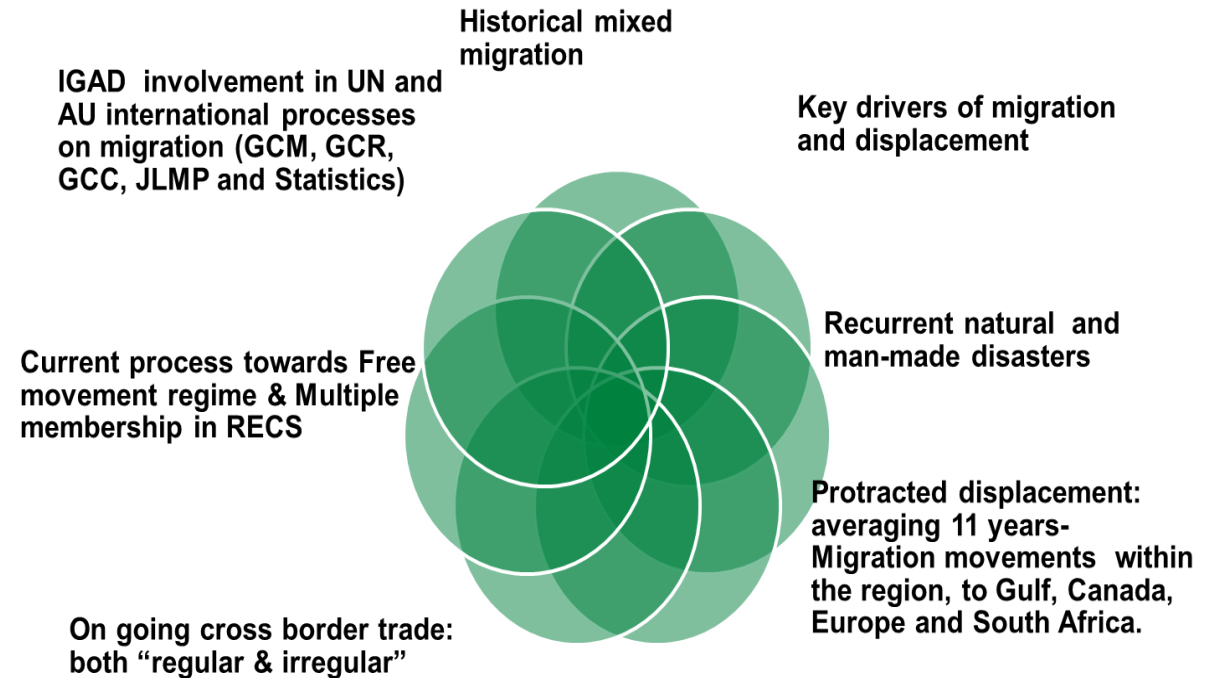 Historical mixed
migration
Key drivers of migration
and displacement
Recurrent natural and
man-made disasters
Protracted displacement:
averaging 11 years-
Migration movements within
the region, to Gulf, Canada,
Europe and South Africa.
On going cross border trade:
both “regular & irregular”
Current process towards Free
movement regime & Multiple
membership in RECS
IGAD involvement in UN and
AU international processes
on migration (GCM, GCR,
GCC, JLMP and Statistics)